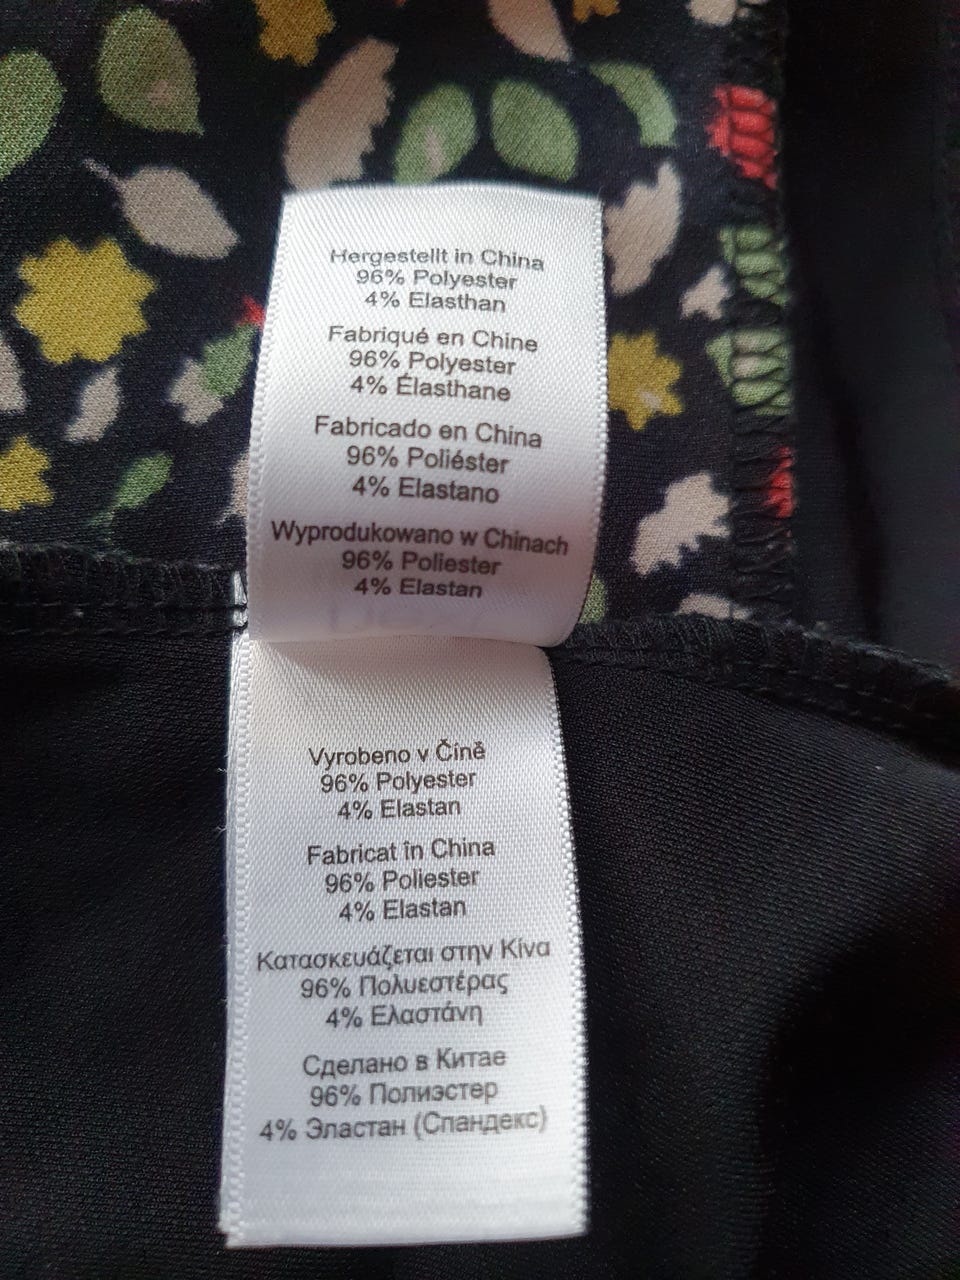 Hergestellt in China
96% Polyester
4% Elasthan
Fabriqué en Chine
96% Polyester
4% Élasthane
Fabricado en China
96% Poliéster
4% Elastano
Wyprodukowano w Chinach
96% Poliester
4% Elastan
Vyrobeno v Číně
96% Polyester
4% Elastan
Fabricat în China
96% Poliester
4% Elastan
Κατασκευάζεται στην Κίνα
96% Πολυεστέρας
4% Ελαστάνη
Сделано в Китае
96% Полиэстер
4% Эластан (Спандекс)